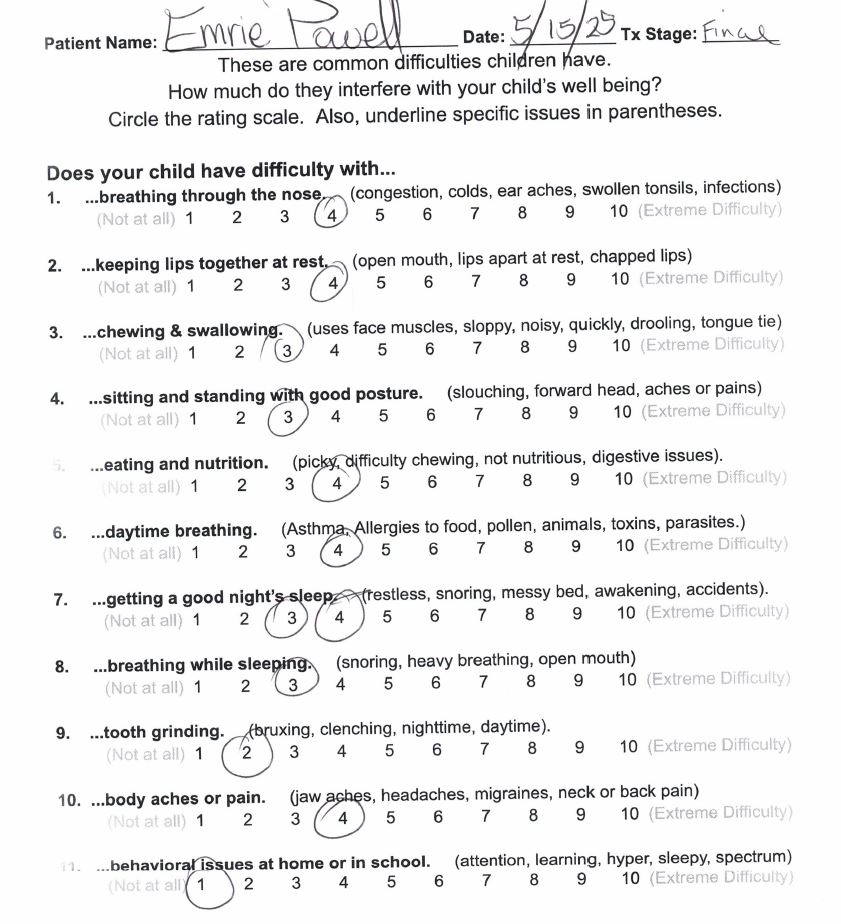 Patient Name: Emrie Powell Date: 5/15/25 Tx Stage: Final
These are common difficulties children have.
How much do they interfere with your child's well being?
Circle the rating scale. Also, underline specific issues in parentheses.
Does your child have difficulty with...
1. ...breathing through the nose. (congestion, colds, ear aches, swollen tonsils, infections)
(Not at all) 1 2 3 4 5 6 7 8 9 10 (Extreme Difficulty)
2. ...keeping lips together at rest. (open mouth, lips apart at rest, chapped lips)
(Not at all) 1 2 3 4 5 6 7 8 9 10 (Extreme Difficulty)
3. ...chewing & swallowing. (uses face muscles, sloppy, noisy, quickly, drooling, tongue tie)
(Not at all) 1 2 3 4 5 6 7 8 9 10 (Extreme Difficulty)
4. ...sitting and standing with good posture. (slouching, forward head, aches or pains)
(Not at all) 1 2 3 4 5 6 7 8 9 10 (Extreme Difficulty)
5. ...eating and nutrition. (picky, difficulty chewing, not nutritious, digestive issues).
(Not at all) 1 2 3 4 5 6 7 8 9 10 (Extreme Difficulty)
6. ...daytime breathing. (Asthma, Allergies to food, pollen, animals, toxins, parasites.)
(Not at all) 1 2 3 4 5 6 7 8 9 10 (Extreme Difficulty)
7. ...getting a good night's sleep. (restless, snoring, messy bed, awakening, accidents).
(Not at all) 1 2 3 4 5 6 7 8 9 10 (Extreme Difficulty)
8. ...breathing while sleeping. (snoring, heavy breathing, open mouth)
(Not at all) 1 2 3 4 5 6 7 8 9 10 (Extreme Difficulty)
9. ...tooth grinding. (bruxing, clenching, nighttime, daytime).
(Not at all) 1 2 3 4 5 6 7 8 9 10 (Extreme Difficulty)
10. ...body aches or pain. (jaw aches, headaches, migraines, neck or back pain)
(Not at all) 1 2 3 4 5 6 7 8 9 10 (Extreme Difficulty)
11. ...behavioral issues at home or in school. (attention, learning, hyper, sleepy, spectrum)
(Not at all) 1 2 3 4 5 6 7 8 9 10 (Extreme Difficulty)